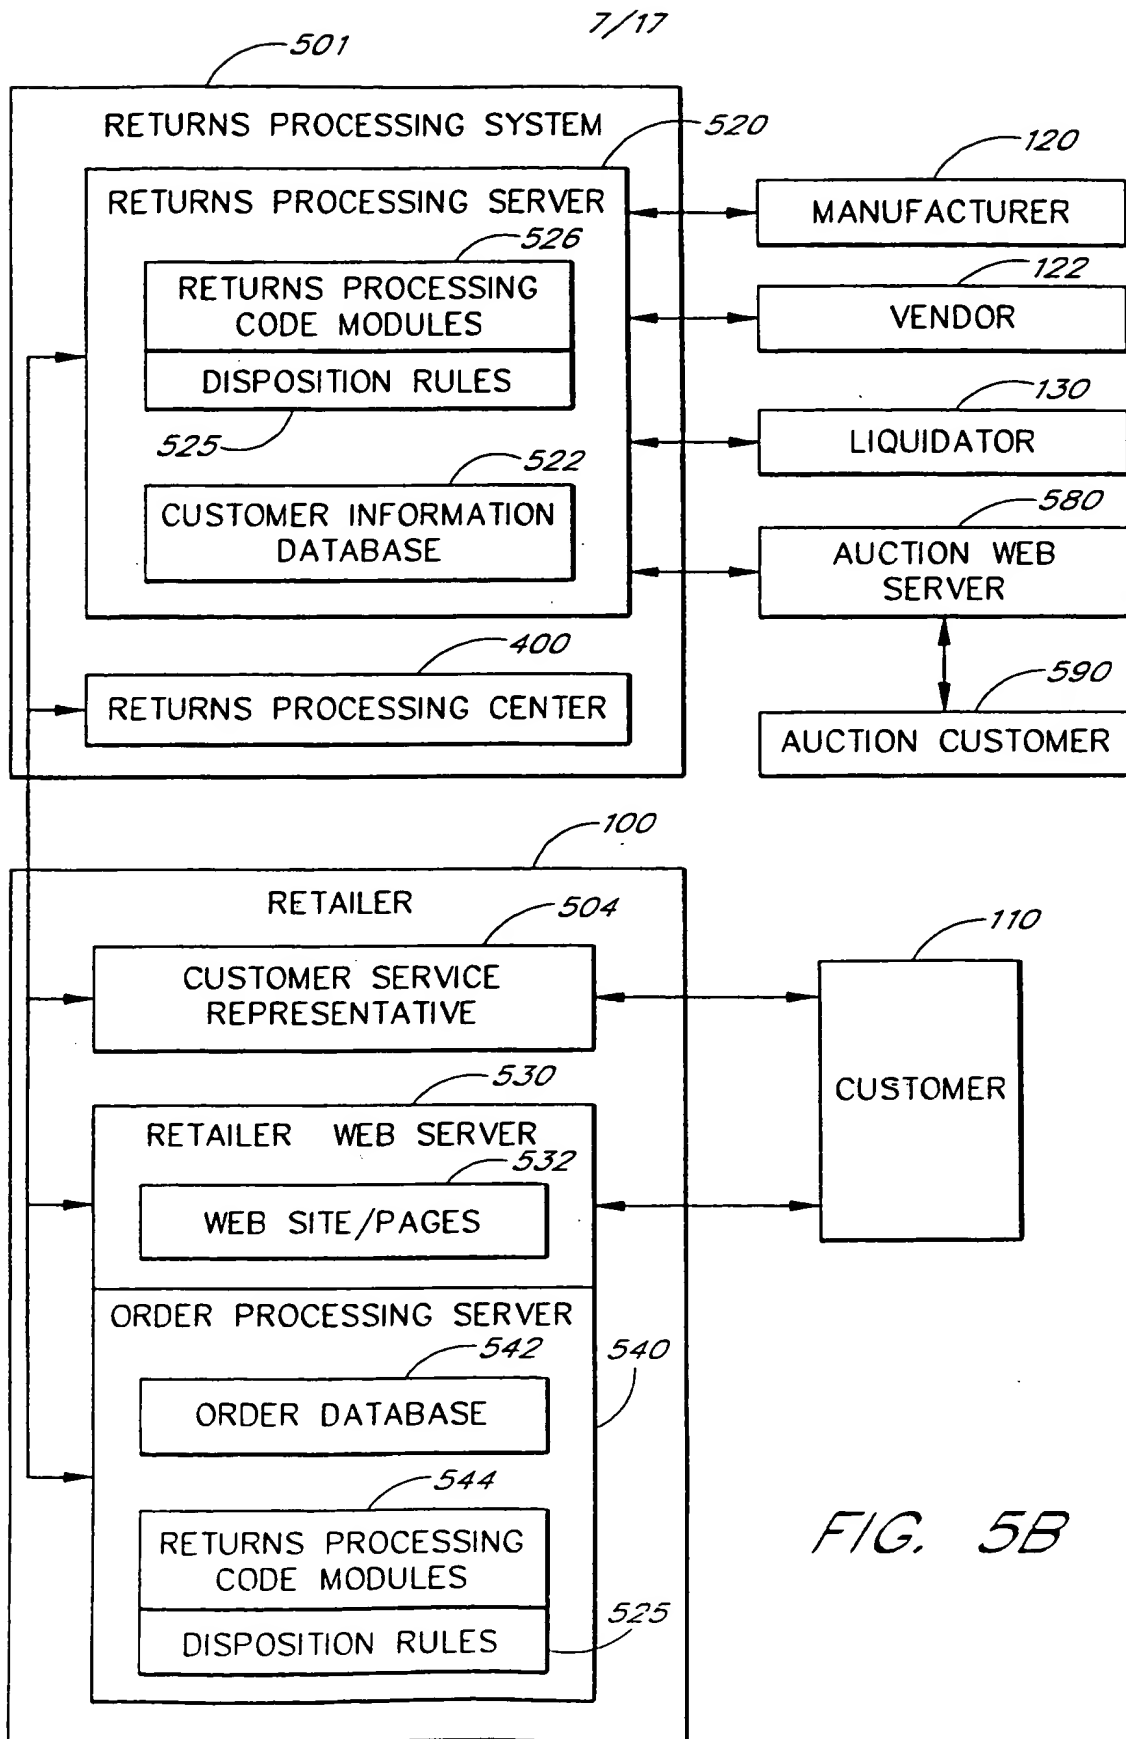 7/17
501
RETURNS PROCESSING SYSTEM
520
RETURNS PROCESSING SERVER
526
RETURNS PROCESSING
CODE MODULES
DISPOSITION RULES
525
522
CUSTOMER INFORMATION
DATABASE
400
RETURNS PROCESSING CENTER
120
MANUFACTURER
122
VENDOR
130
LIQUIDATOR
580
AUCTION WEB
SERVER
590
AUCTION CUSTOMER
100
RETAILER
504
CUSTOMER SERVICE
REPRESENTATIVE
110
CUSTOMER
530
RETAILER WEB SERVER
532
WEB SITE/PAGES
ORDER PROCESSING SERVER
542
540
ORDER DATABASE
544
RETURNS PROCESSING
CODE MODULES
525
DISPOSITION RULES
FIG. 5B